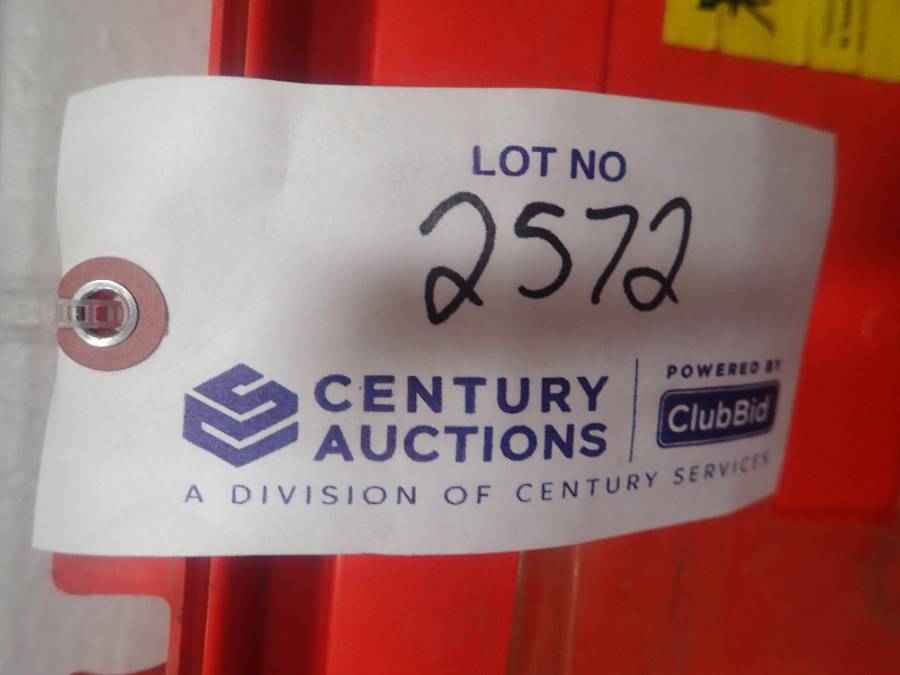 LOT NO
2572
CENTURY
AUCTIONS
POWERED BY
ClubBid
A DIVISION OF CENTURY SERVICES